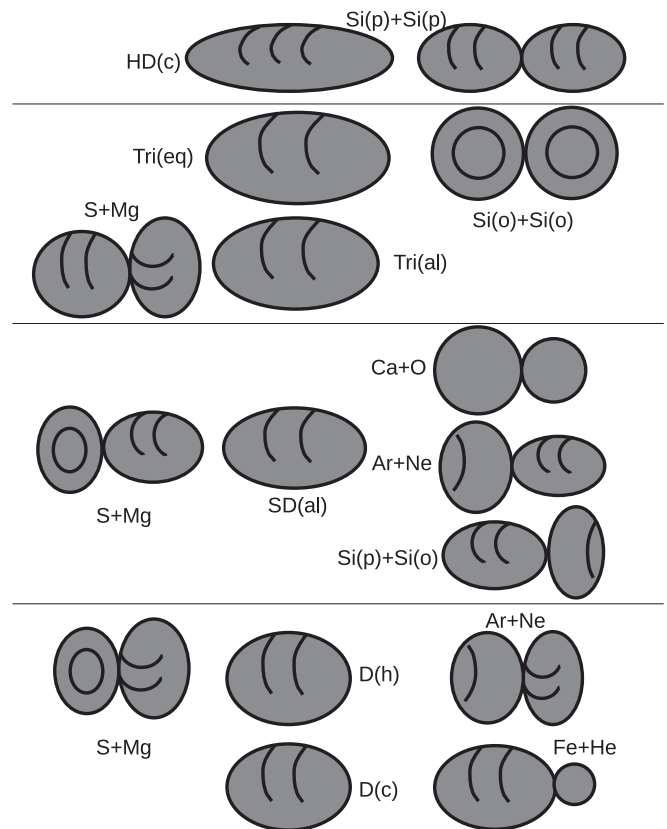 Si(p)+Si(p)
HD(c)
Tri(eq)
S+Mg
Si(o)+Si(o)
Tri(al)
Ca+O
Ar+Ne
S+Mg
SD(al)
Si(p)+Si(o)
Ar+Ne
D(h)
S+Mg
Fe+He
D(c)